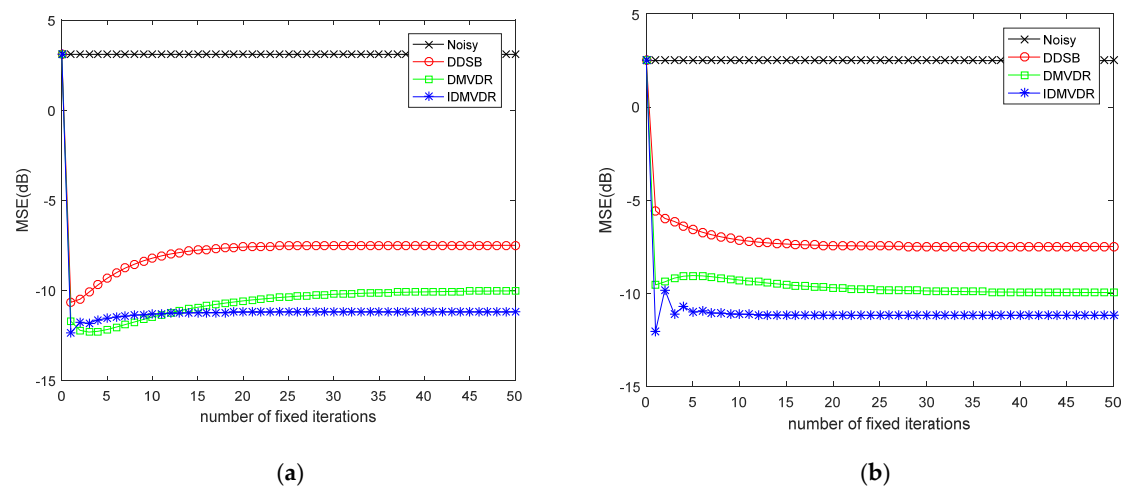 5
0
-5
-10
-15
MSE(dB)
0 5 10 15 20 25 30 35 40 45 50
number of fixed iterations
Noisy
DDSB
DMVDR
IDMVDR
(a)
5
0
-5
-10
-15
MSE(dB)
0 5 10 15 20 25 30 35 40 45 50
number of fixed iterations
Noisy
DDSB
DMVDR
IDMVDR
(b)